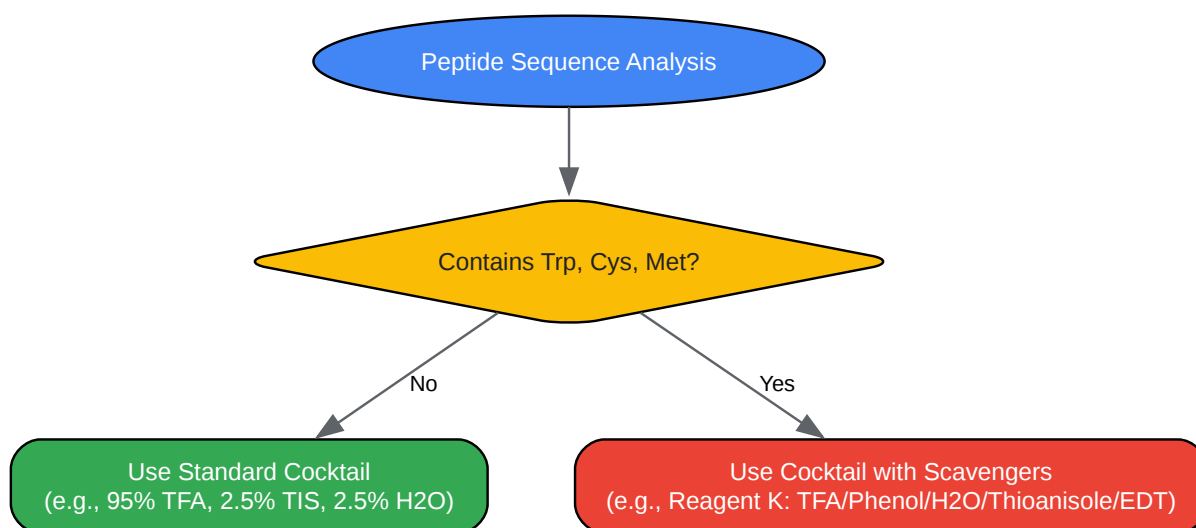 Peptide Sequence Analysis
Contains Trp, Cys, Met?
No
Yes
Use Standard Cocktail
(e.g., 95% TFA, 2.5% TIS, 2.5% H2O)
Use Cocktail with Scavengers
(e.g., Reagent K: TFA/Phenol/H2O/Thioanisole/EDT)